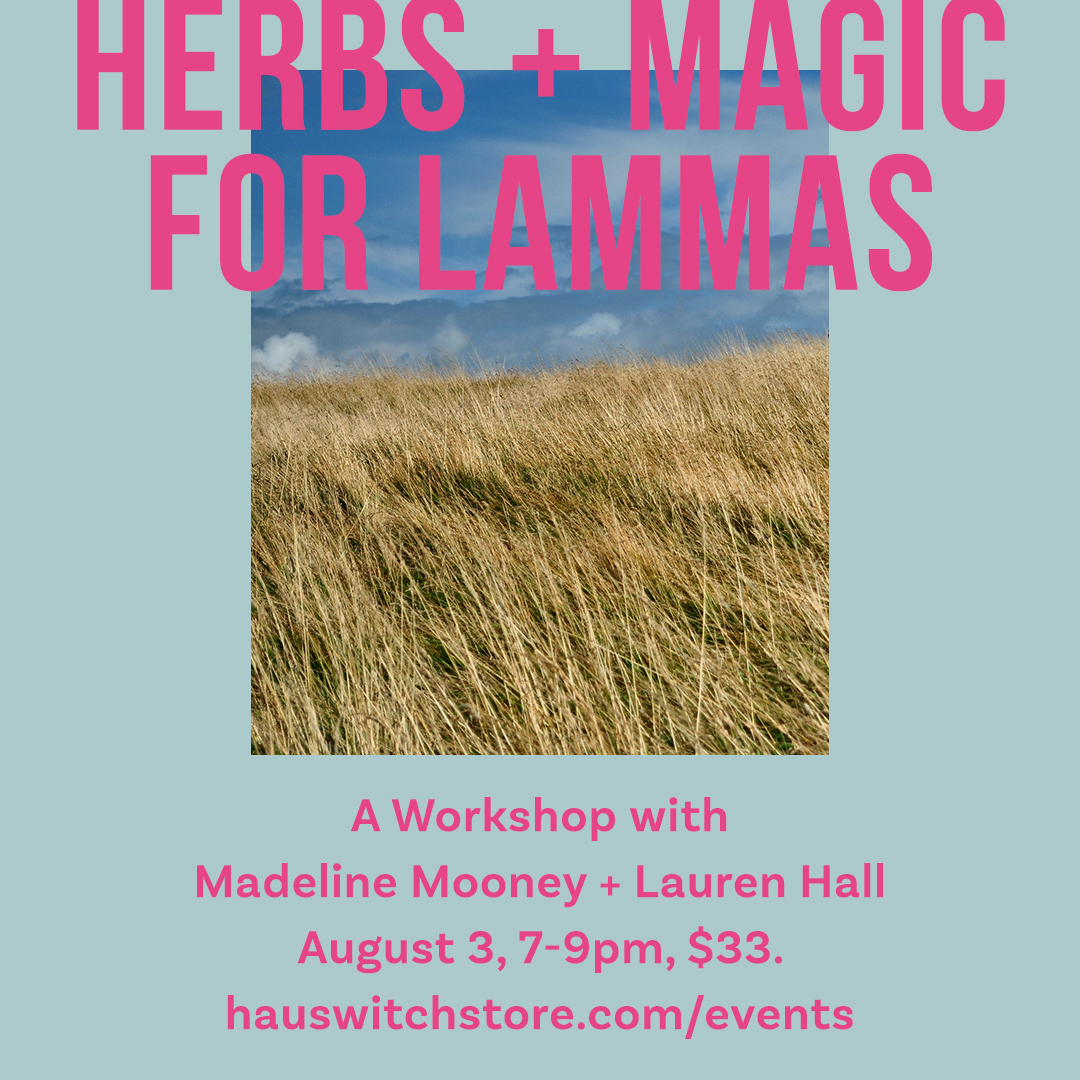 HERBS + MAGIC
FOR LAMMAS
A Workshop with
Madeline Mooney + Lauren Hall
August 3, 7-9pm, $33.
hauswitchstore.com/events